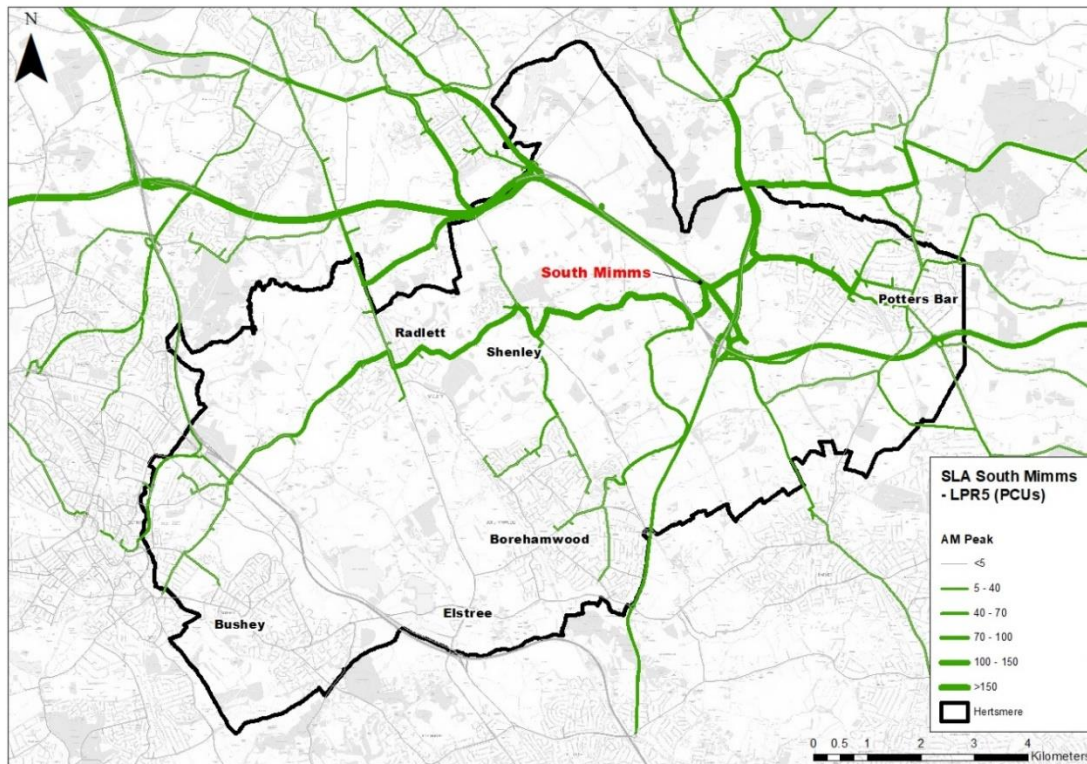 N
South Mimms
Potters Bar
Radlett
Shenley
Borehamwood
Elstree
Bushey
SLA South Mimms
- LPR5 (PCUs)
AM Peak
<5
5 - 40
40 - 70
70 - 100
100 - 150
>150
Hertsmere
0 0.5 1 2 3 4
Kilometers